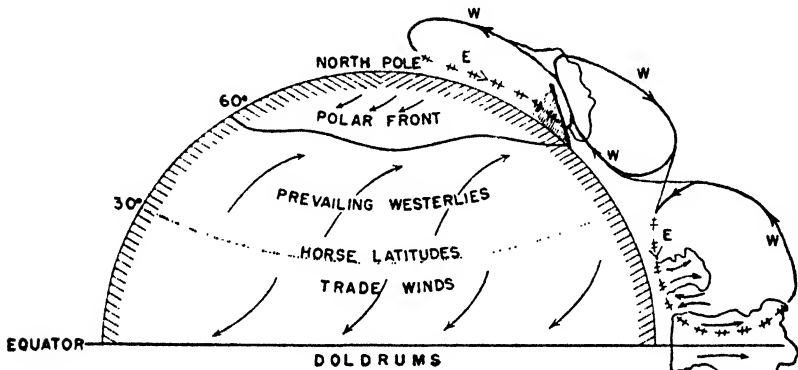 W
W
E
NORTH POLE
60°
POLAR FRONT
W
30°
PREVAILING WESTERLIES
E
W
HORSE LATITUDES
TRADE WINDS
EQUATOR
DOLDRUMS